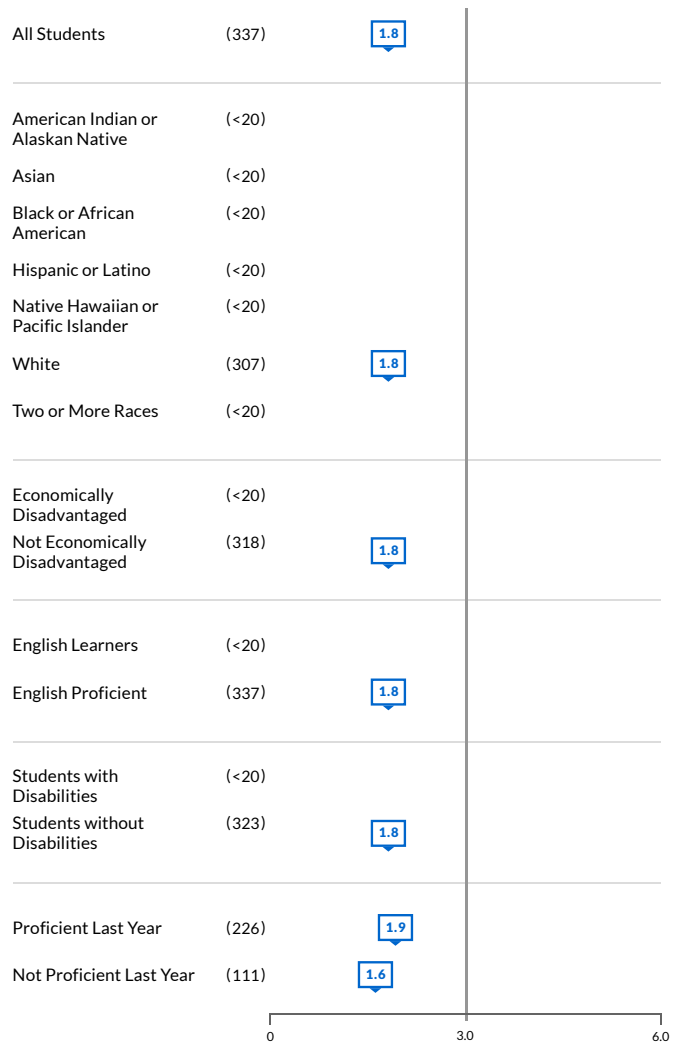 All Students (337) 1.8
American Indian or (<20)
Alaskan Native
Asian (<20)
Black or African (<20)
American
Hispanic or Latino (<20)
Native Hawaiian or (<20)
Pacific Islander
White (307) 1.8
Two or More Races (<20)
Economically (<20)
Disadvantaged
Not Economically (318) 1.8
Disadvantaged
English Learners (<20)
English Proficient (337) 1.8
Students with (<20)
Disabilities
Students without (323) 1.8
Disabilities
Proficient Last Year (226) 1.9
Not Proficient Last Year (111) 1.6
0 3.0 6.0